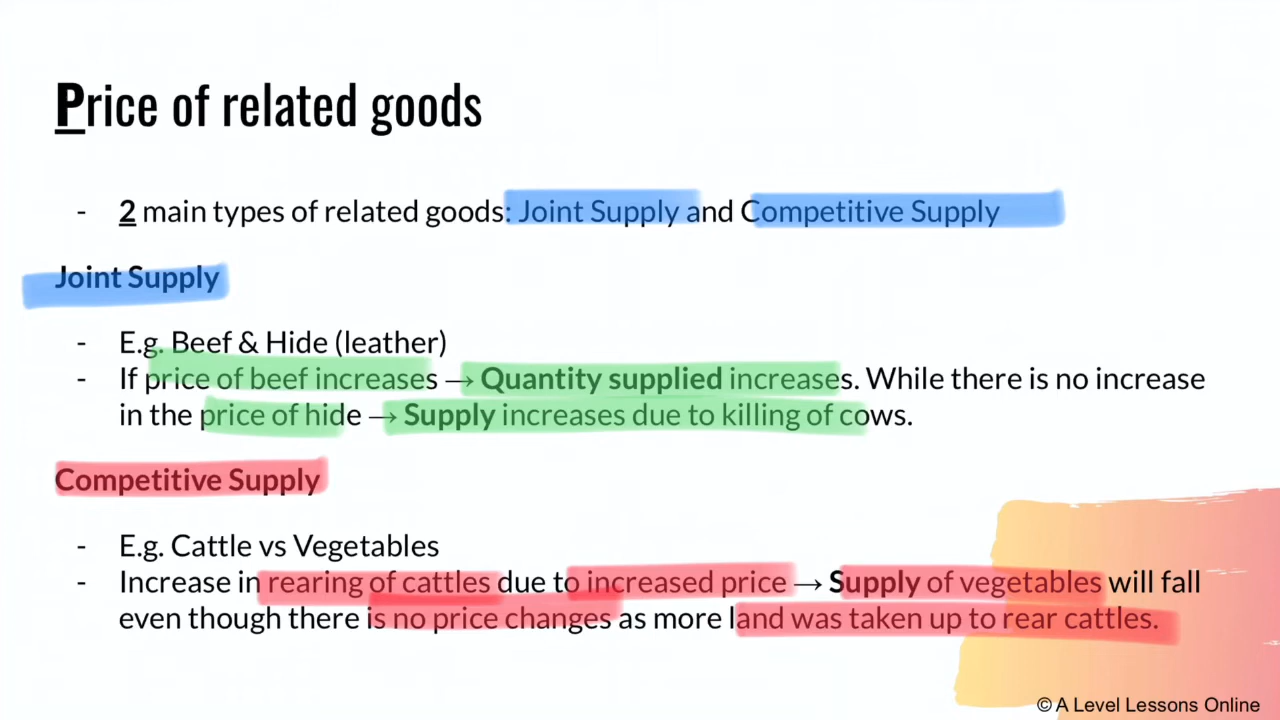 Price of related goods
- 2 main types of related goods: Joint Supply and Competitive Supply
Joint Supply
- E.g. Beef & Hide (leather)
- If price of beef increases → Quantity supplied increases. While there is no increase
in the price of hide → Supply increases due to killing of cows.
Competitive Supply
- E.g. Cattle vs Vegetables
- Increase in rearing of cattles due to increased price → Supply of vegetables will fall
even though there is no price changes as more land was taken up to rear cattles.
© A Level Lessons Online